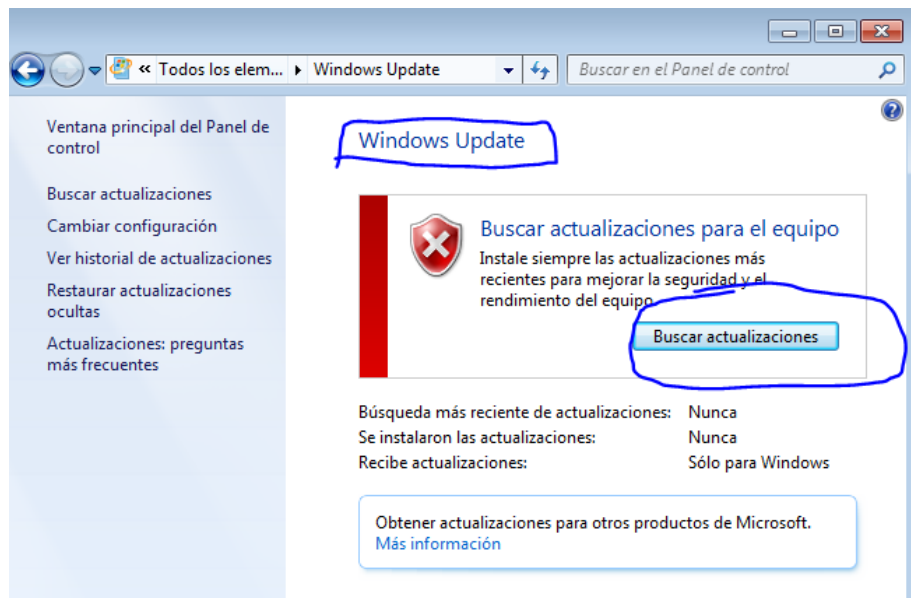 « Todos los elem... Windows Update
Buscar en el Panel de control
Ventana principal del Panel de
control
Buscar actualizaciones
Cambiar configuración
Ver historial de actualizaciones
Restaurar actualizaciones
ocultas
Actualizaciones: preguntas
más frecuentes
Windows Update
Buscar actualizaciones para el equipo
Instale siempre las actualizaciones más
recientes para mejorar la seguridad y el
rendimiento del equipo.
Buscar actualizaciones
Búsqueda más reciente de actualizaciones: Nunca
Se instalaron las actualizaciones: Nunca
Recibe actualizaciones: Sólo para Windows
Obtener actualizaciones para otros productos de Microsoft.
Más información